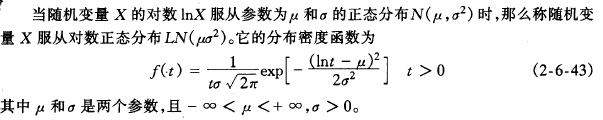 当随机变量 X 的对数 lnX 服从参数为 μ 和 σ 的正态分布 N(μ,σ²) 时,那么称随机变
量 X 服从对数正态分布 LN(μσ²)。它的分布密度函数为
f(t) = \frac{1}{tσ\sqrt{2π}} exp[-\frac{(lnt - μ)²}{2σ²}] t > 0 (2-6-43)
其中 μ 和 σ 是两个参数,且 - ∞ < μ < + ∞,σ > 0。